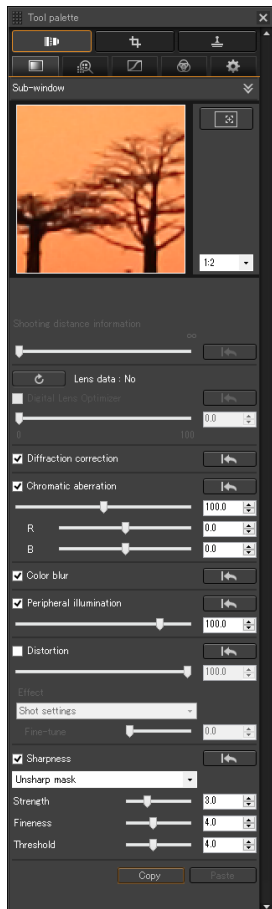 Tool palette
Sub-window
1:2
Shooting distance information
∞
Lens data : No
Digital Lens Optimizer
0.0
0 100
Diffraction correction
Chromatic aberration
100.0
R 0.0
B 0.0
Color blur
Peripheral illumination
100.0
Distortion
100.0
Effect
Shot settings
Fine-tune 0.0
Sharpness
Unsharp mask
Strength 3.0
Fineness 4.0
Threshold 4.0
Copy Paste